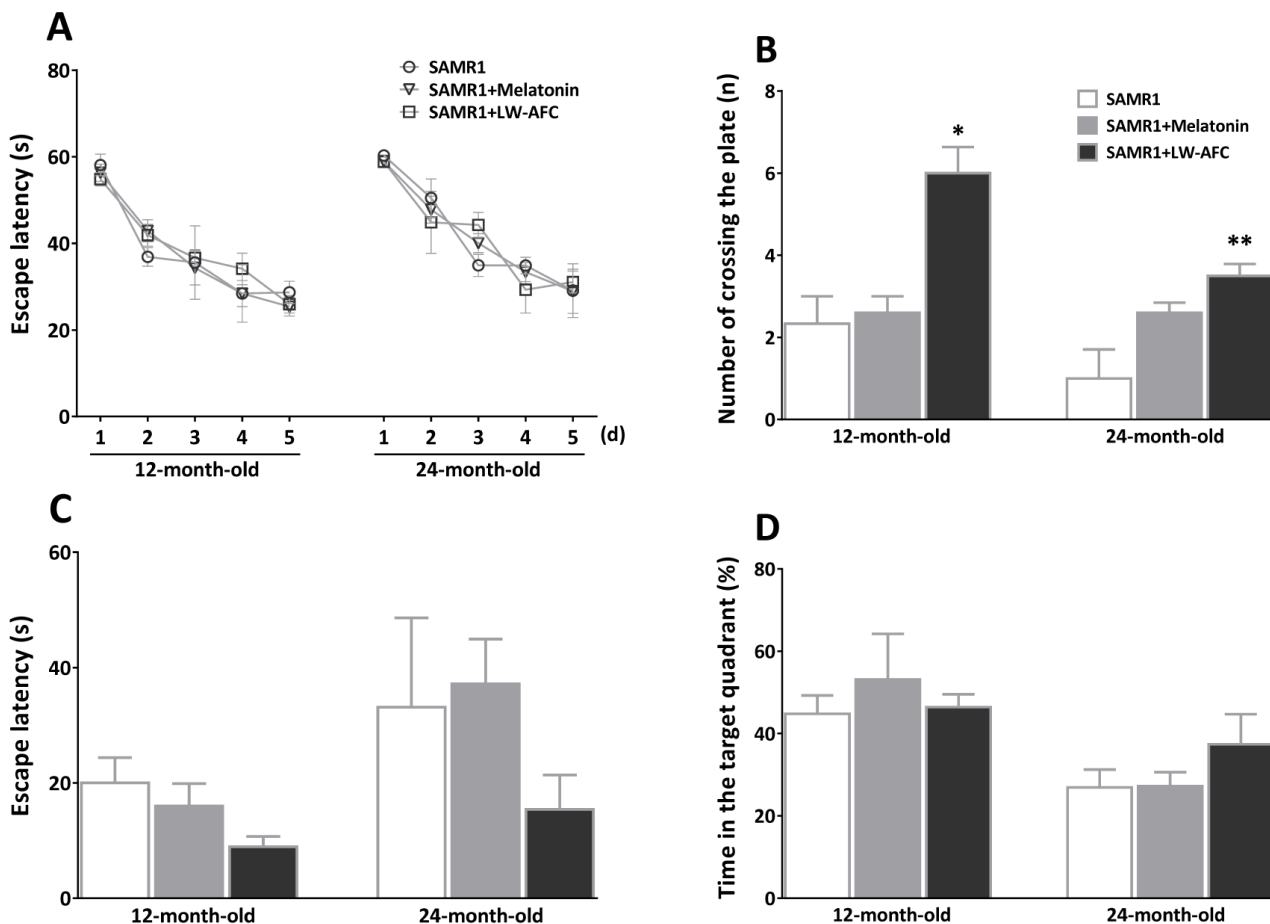 A
Escape latency (s)
80
60
40
20
0
SAMR1
SAMR1+Melatonin
SAMR1+LW-AFC
1 2 3 4 5 1 2 3 4 5 (d)
12-month-old 24-month-old
B
Number of crossing the plate (n)
8
6
4
2
0
SAMR1
SAMR1+Melatonin
SAMR1+LW-AFC
*
**
12-month-old 24-month-old
C
Escape latency (s)
60
40
20
0
12-month-old 24-month-old
D
Time in the target quadrant (%)
80
60
40
20
0
12-month-old 24-month-old